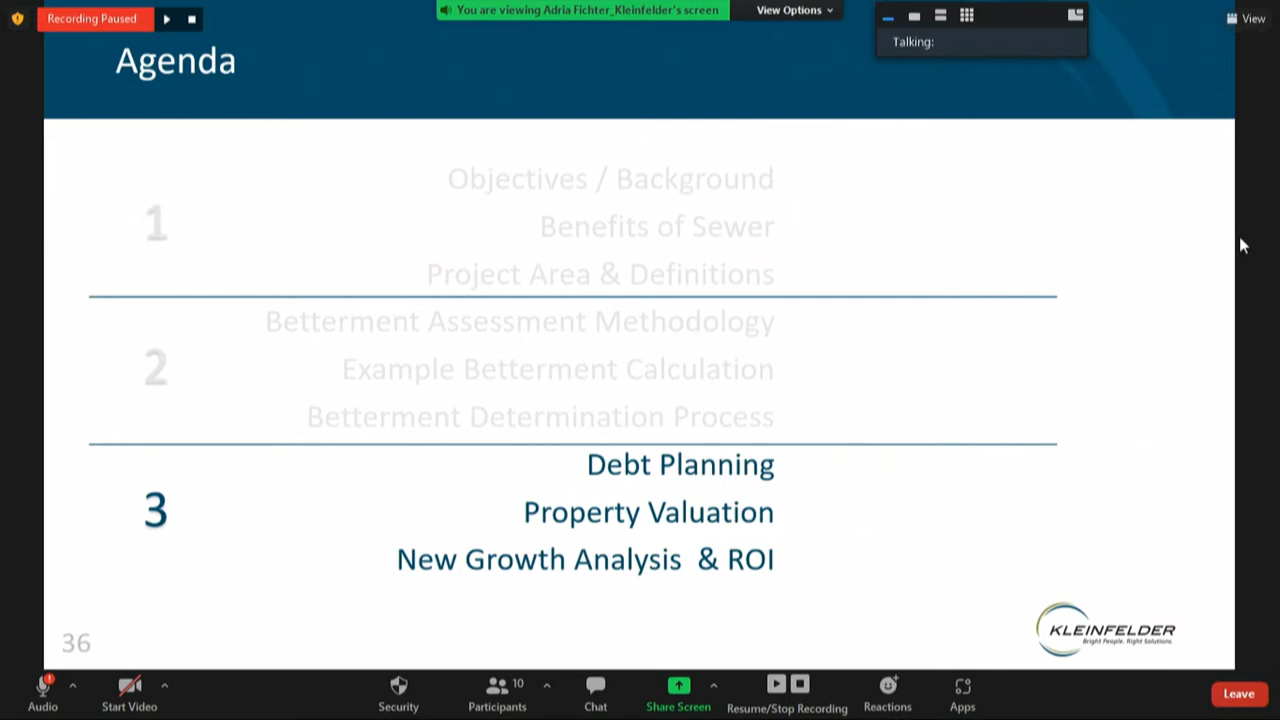 Recording Paused
You are viewing Adria Fichter_Kleinfelder's screen
View Options
View
Talking:
Agenda
1
Objectives / Background
Benefits of Sewer
Project Area & Definitions
2
Betterment Assessment Methodology
Example Betterment Calculation
Betterment Determination Process
3
Debt Planning
Property Valuation
New Growth Analysis & ROI
36
KLEINFELDER
Bright People. Right Solutions.
Audio
Start Video
Security
Participants
10
Chat
Share Screen
Resume/Stop Recording
Reactions
Apps
Leave